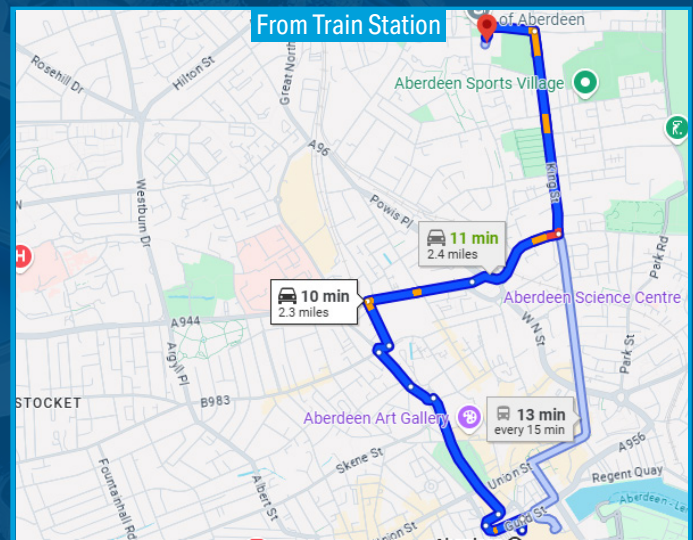 From Train Station
of Aberdeen
Rosehill Dr
Hilton St
Great North
Aberdeen Sports Village
A96
Powis Pl
King St
Westburn Dr
N
H
11 min
2.4 miles
Park Rd
10 min
2.3 miles
Aberdeen Science Centre
A944
W N St
Argyll Pl
Park St
STOCKET
B983
Aberdeen Art Gallery
13 min
every 15 min
A956
Skene St
Union St
Regent Quay
Fountainhall Rd
Albert St
Guild St
Union St